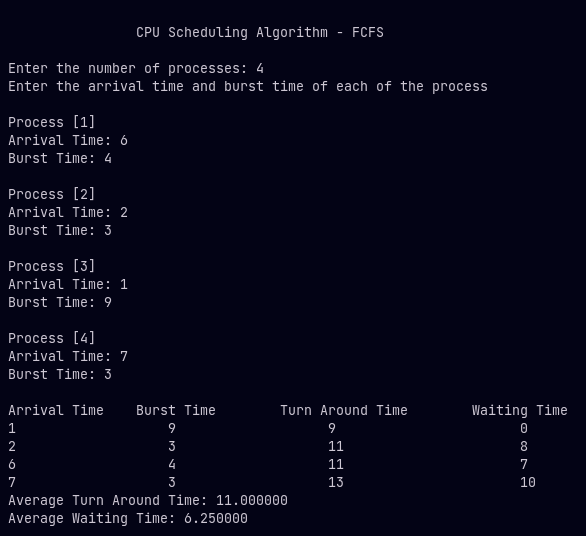 CPU Scheduling Algorithm - FCFS
Enter the number of processes: 4
Enter the arrival time and burst time of each of the process
Process [1]
Arrival Time: 6
Burst Time: 4
Process [2]
Arrival Time: 2
Burst Time: 3
Process [3]
Arrival Time: 1
Burst Time: 9
Process [4]
Arrival Time: 7
Burst Time: 3
Arrival Time    Burst Time        Turn Around Time        Waiting Time
1                   9                   9                       0
2                   3                   11                      8
6                   4                   11                      7
7                   3                   13                      10
Average Turn Around Time: 11.000000
Average Waiting Time: 6.250000